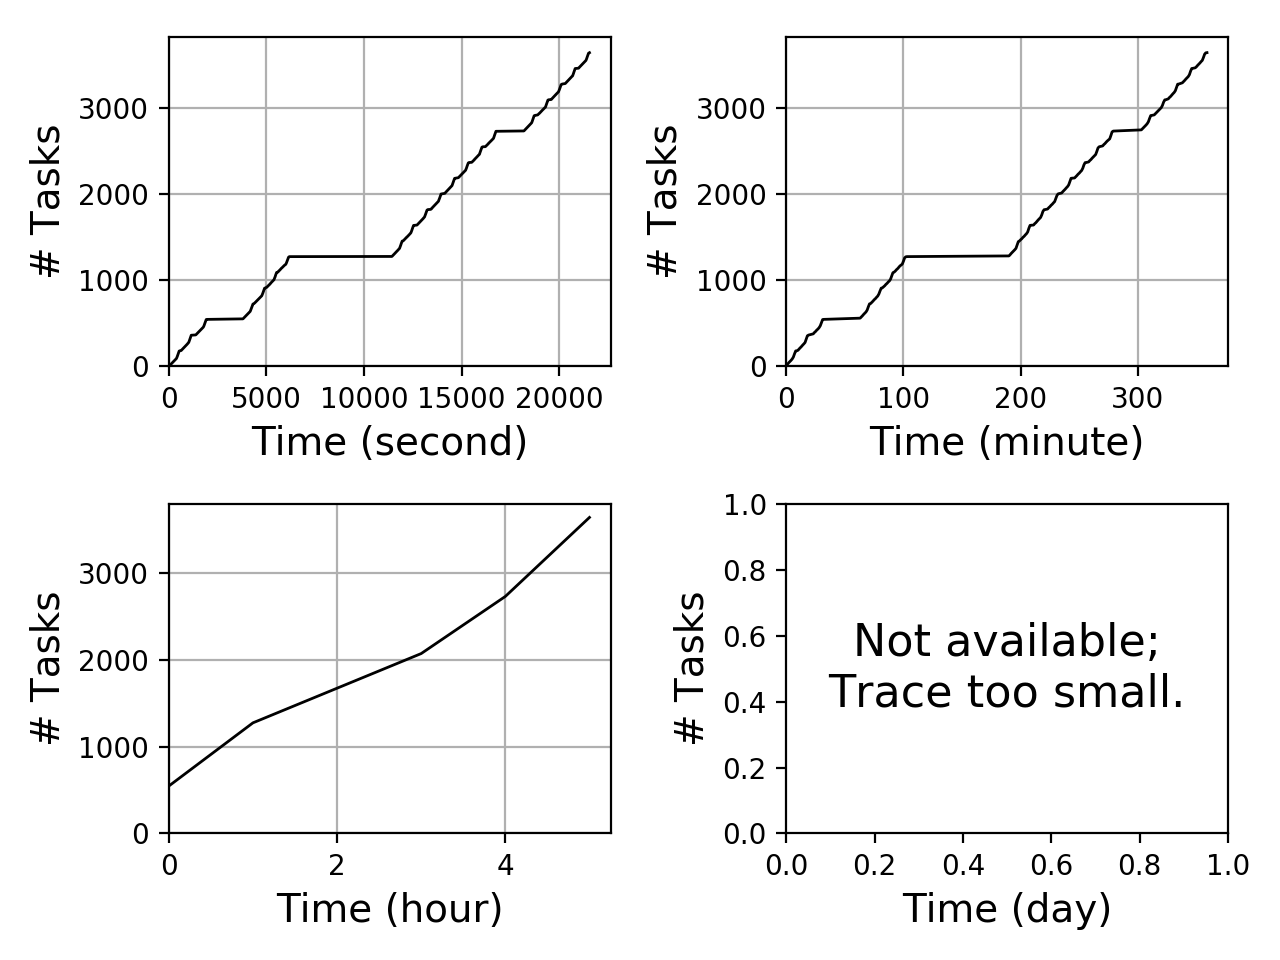 3000
2000
1000
0
# Tasks
0 5000 10000 15000 20000
Time (second)
3000
2000
1000
0
# Tasks
0 100 200 300
Time (minute)
3000
2000
1000
0
# Tasks
0 2 4
Time (hour)
1.0
0.8
0.6
0.4
0.2
0.0
# Tasks
Not available;
Trace too small.
0.0 0.2 0.4 0.6 0.8 1.0
Time (day)